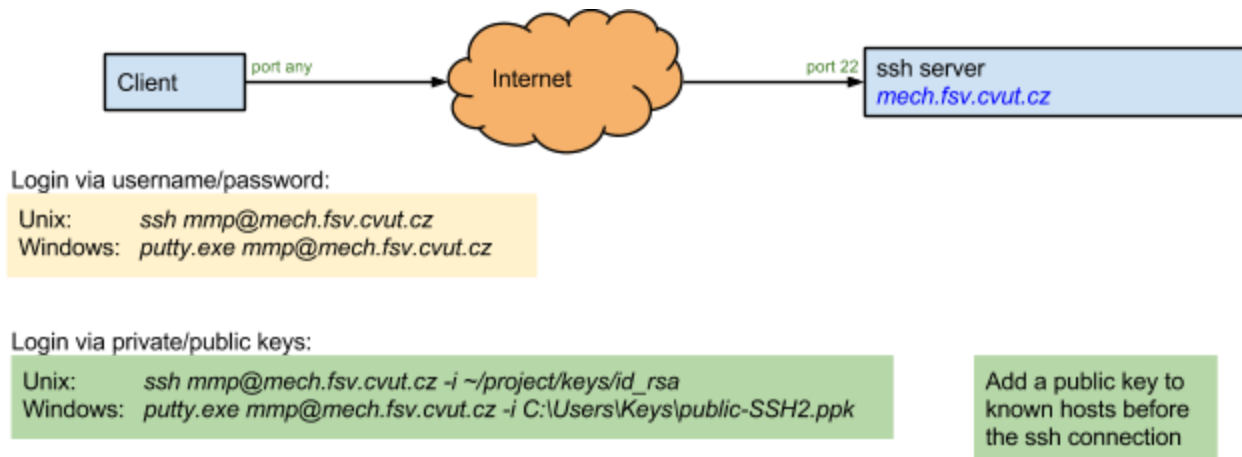 Client
port any
Internet
port 22
ssh server
mech.fsv.cvut.cz
Login via username/password:
Unix: ssh mmp@mech.fsv.cvut.cz
Windows: putty.exe mmp@mech.fsv.cvut.cz
Login via private/public keys:
Unix: ssh mmp@mech.fsv.cvut.cz -i ~/project/keys/id_rsa
Windows: putty.exe mmp@mech.fsv.cvut.cz -i C:\Users\Keys\public-SSH2.ppk
Add a public key to
known hosts before
the ssh connection